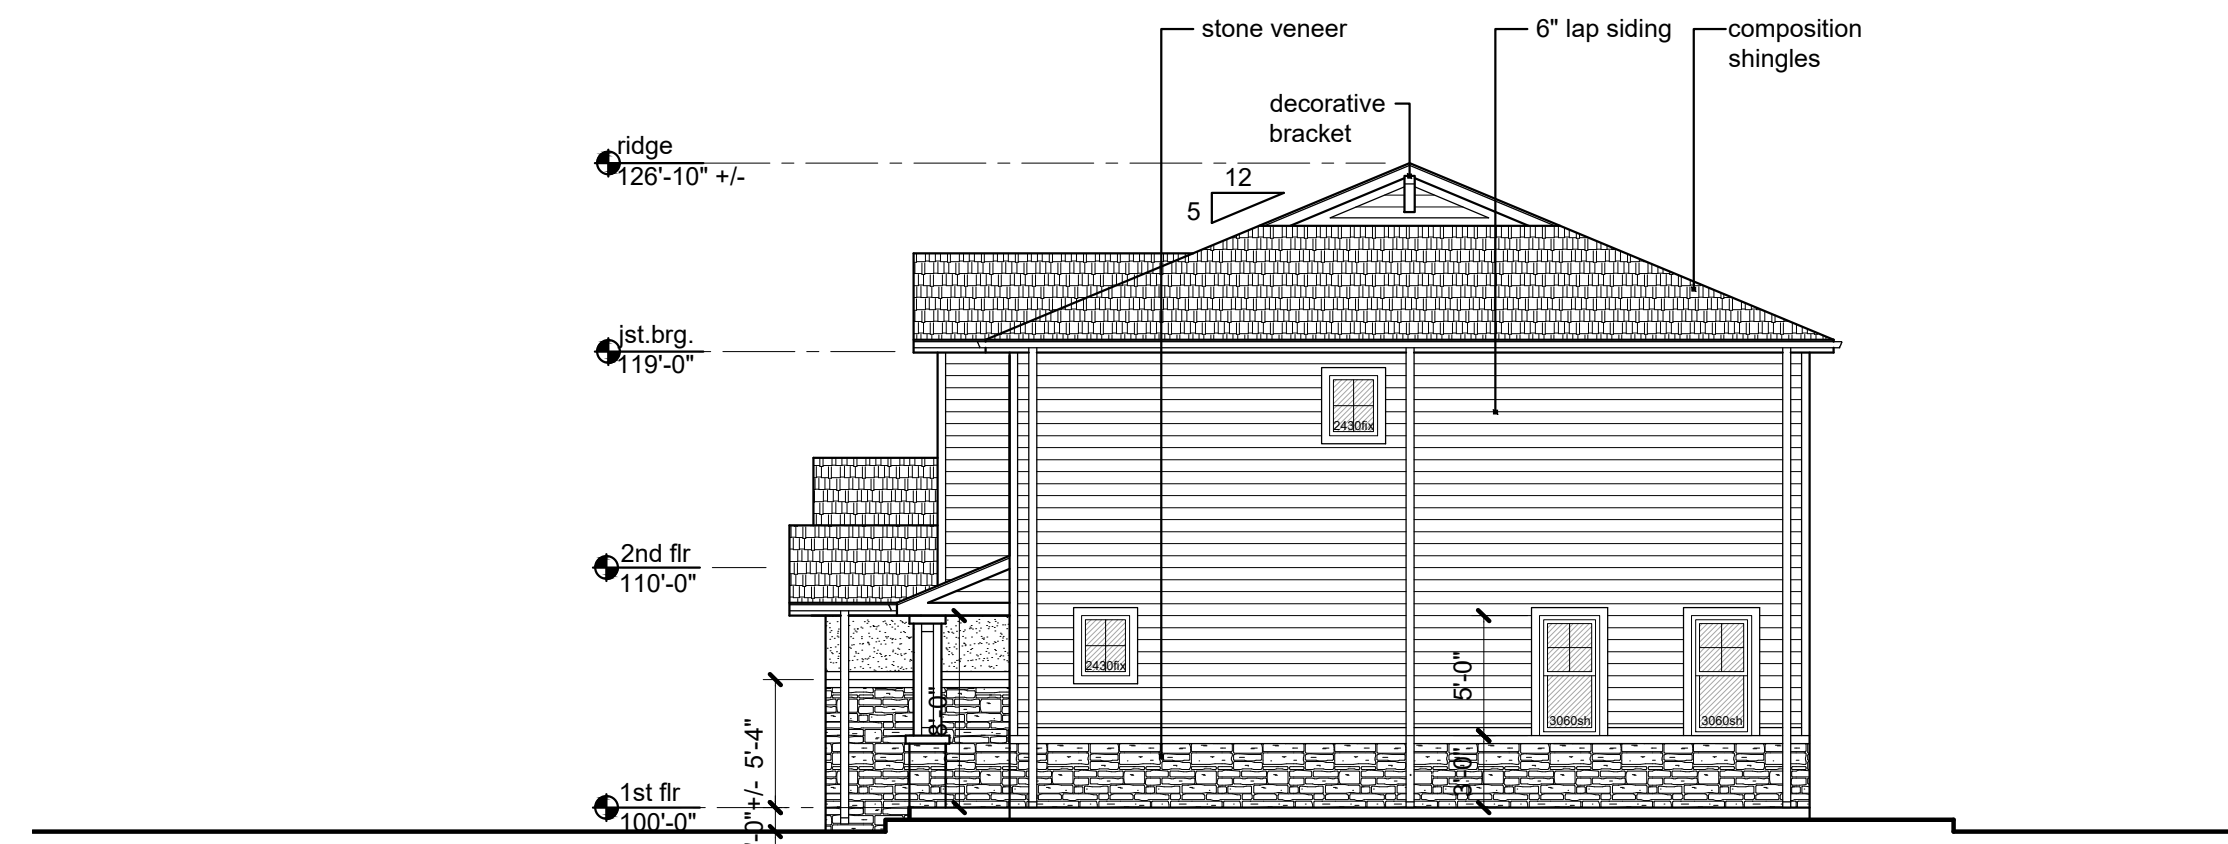 stone veneer
6" lap siding
composition
shingles
decorative
bracket
ridge
126'-10" +/-
12
5
jst.brg.
119'-0"
2430fix
2nd flr
110'-0"
2430fix
5'-0"
8'-0"
3060sh
3060sh
5'-4"
3'-0"
1st flr
100'-0"
+/-